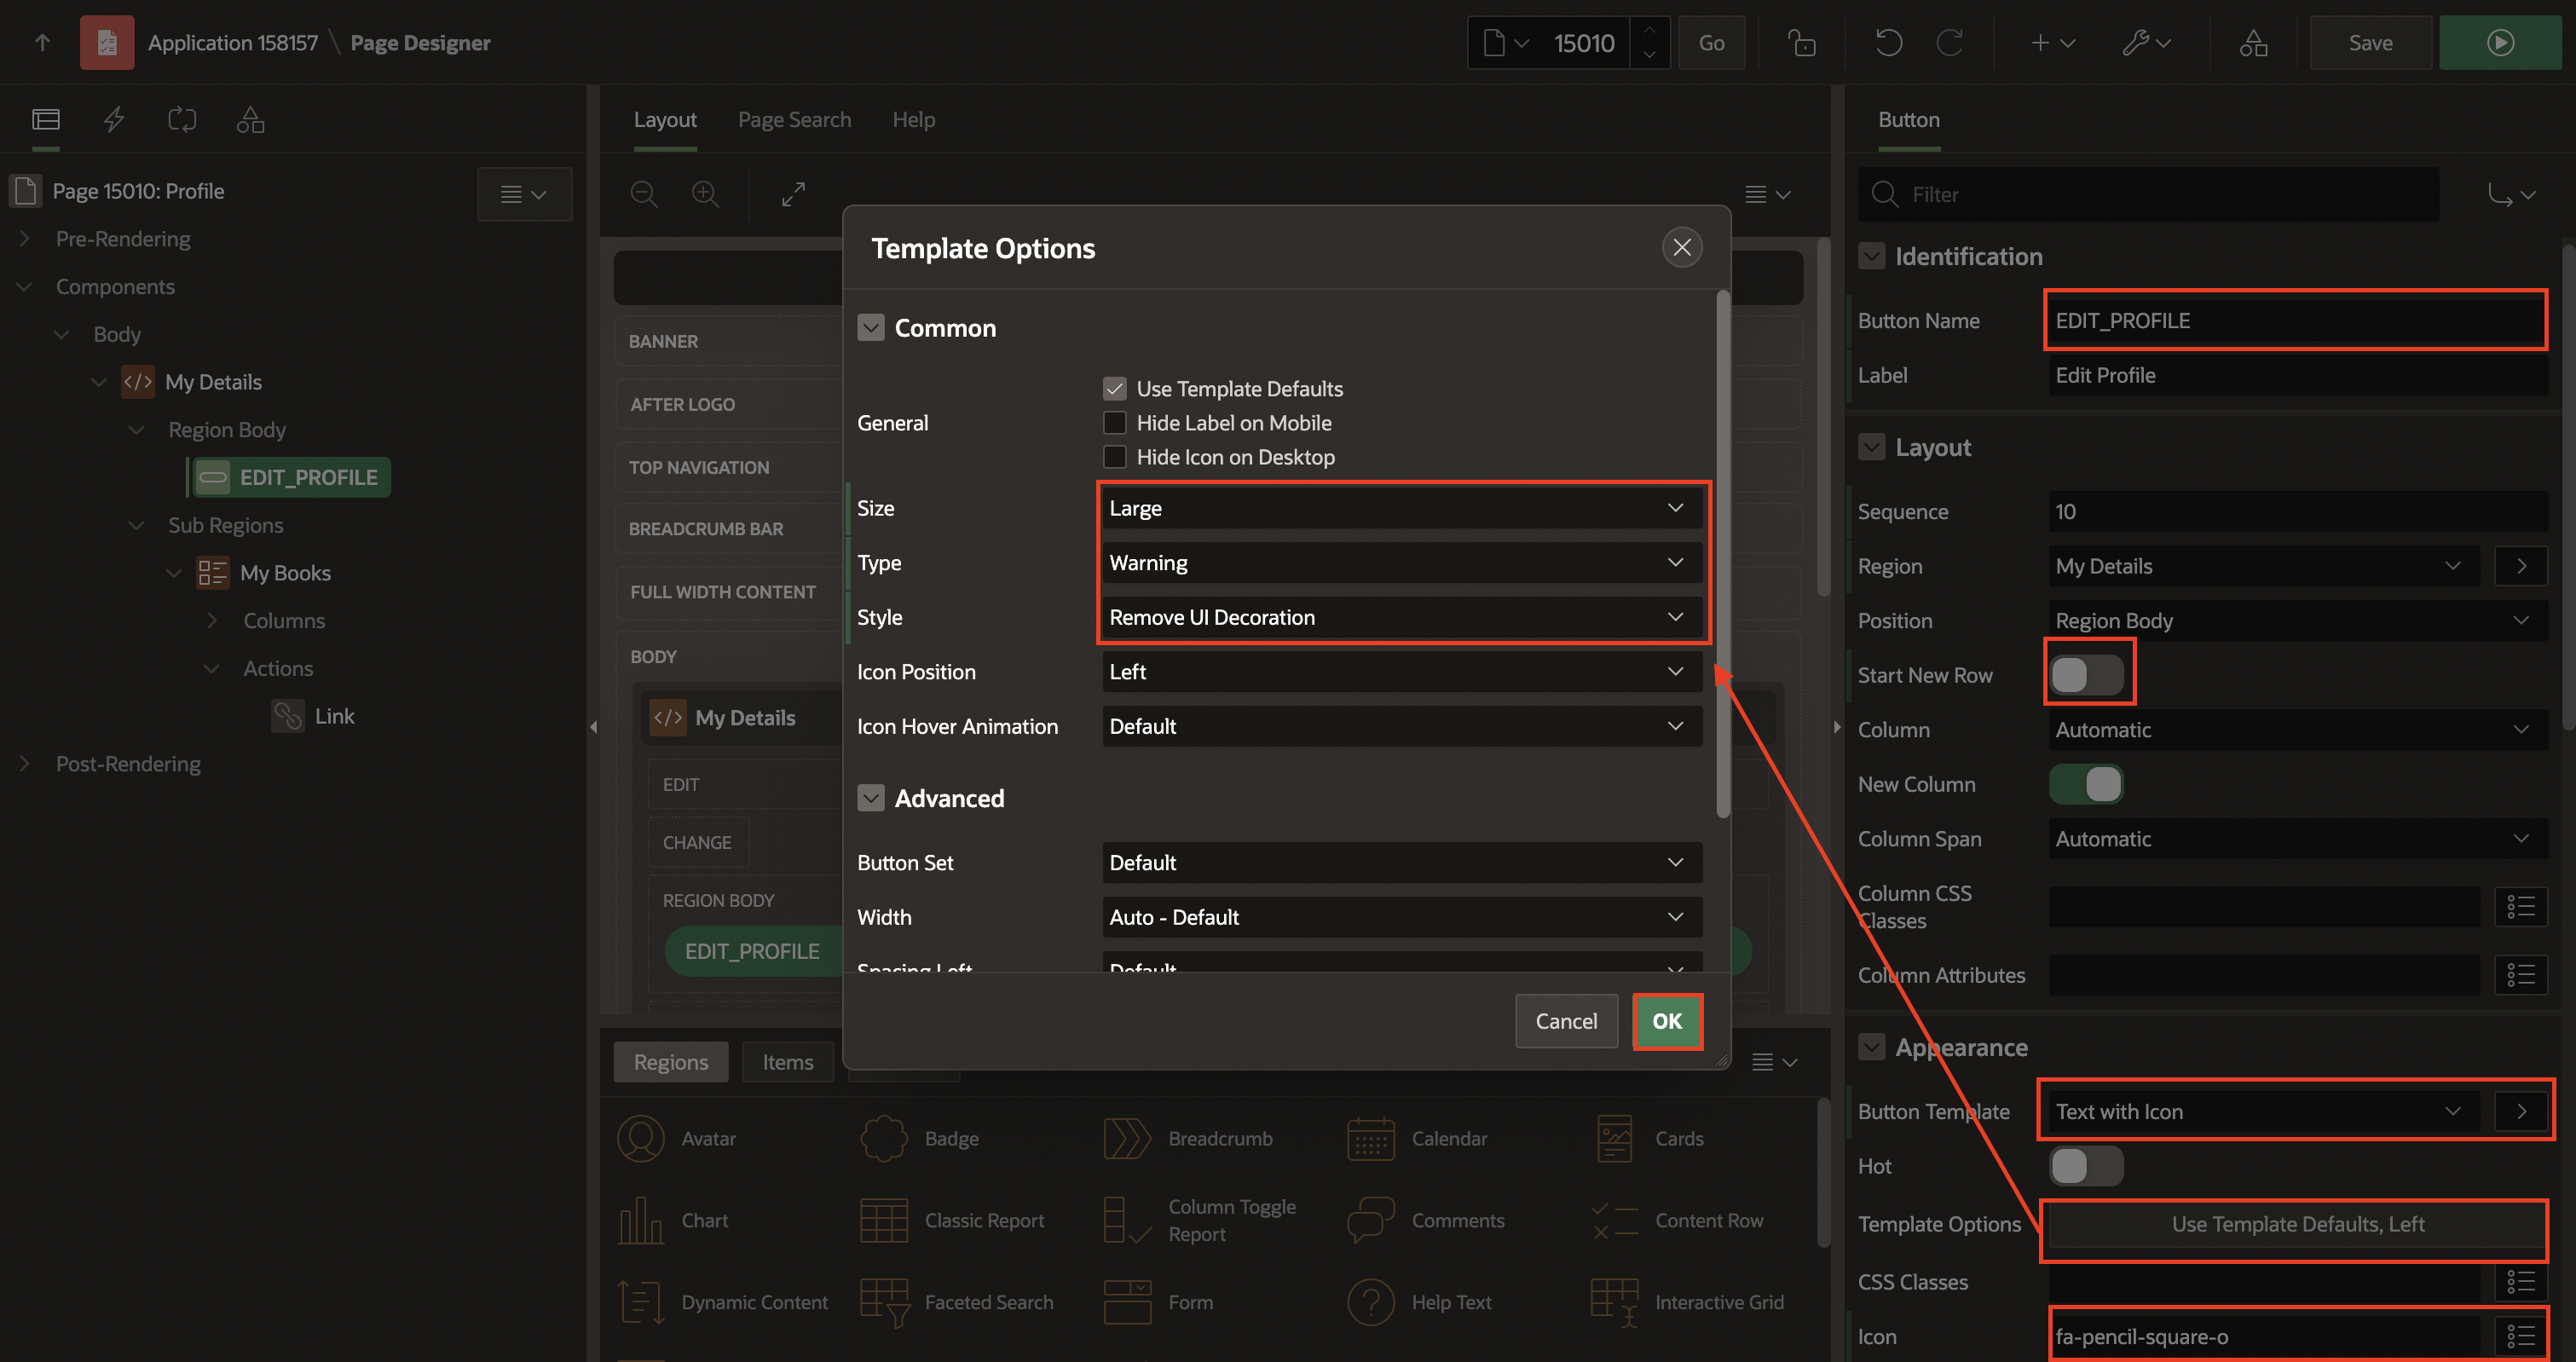 Application 158157 \ Page Designer
15010
Go
Save
Page 15010: Profile
Pre-Rendering
Components
Body
My Details
Region Body
EDIT_PROFILE
Sub Regions
My Books
Columns
Actions
Link
Post-Rendering
Layout
Page Search
Help
BANNER
AFTER LOGO
TOP NAVIGATION
BREADCRUMB BAR
FULL WIDTH CONTENT
BODY
My Details
EDIT
CHANGE
REGION BODY
EDIT_PROFILE
Template Options
Common
General
Use Template Defaults
Hide Label on Mobile
Hide Icon on Desktop
Size Large
Type Warning
Style Remove UI Decoration
Icon Position Left
Icon Hover Animation Default
Advanced
Button Set Default
Width Auto - Default
Spacing Left Default
Cancel
OK
Regions
Items
Avatar
Badge
Breadcrumb
Calendar
Cards
Chart
Classic Report
Column Toggle
Report
Comments
Content Row
Dynamic Content
Faceted Search
Form
Help Text
Interactive Grid
Button
Filter
Identification
Button Name EDIT_PROFILE
Label Edit Profile
Layout
Sequence 10
Region My Details
Position Region Body
Start New Row
Column Automatic
New Column
Column Span Automatic
Column CSS
Classes
Column Attributes
Appearance
Button Template Text with Icon
Hot
Template Options Use Template Defaults, Left
CSS Classes
Icon fa-pencil-square-o